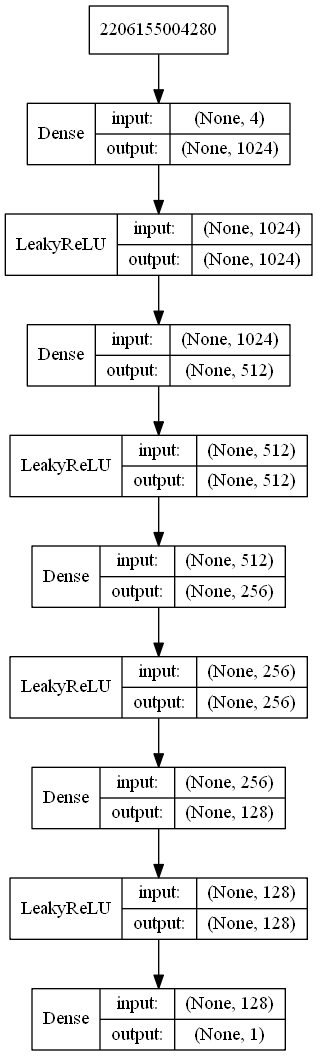 2206155004280
Dense
input:
(None, 4)
output:
(None, 1024)
LeakyReLU
input:
(None, 1024)
output:
(None, 1024)
Dense
input:
(None, 1024)
output:
(None, 512)
LeakyReLU
input:
(None, 512)
output:
(None, 512)
Dense
input:
(None, 512)
output:
(None, 256)
LeakyReLU
input:
(None, 256)
output:
(None, 256)
Dense
input:
(None, 256)
output:
(None, 128)
LeakyReLU
input:
(None, 128)
output:
(None, 128)
Dense
input:
(None, 128)
output:
(None, 1)